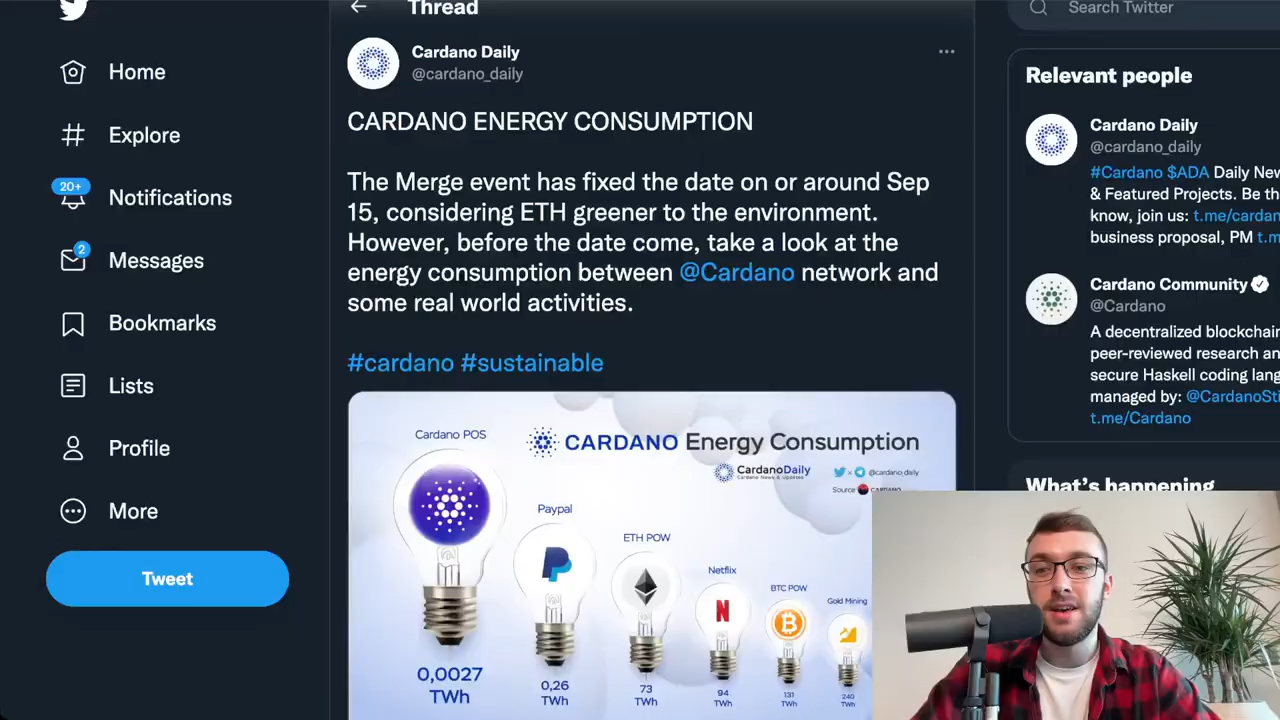 Home
Explore
20+
Notifications
2
Messages
Bookmarks
Lists
Profile
More
Tweet
Thread
Cardano Daily
@cardano_daily
CARDANO ENERGY CONSUMPTION
The Merge event has fixed the date on or around Sep
15, considering ETH greener to the environment.
However, before the date come, take a look at the
energy consumption between @Cardano network and
some real world activities.
#cardano #sustainable
CARDANO Energy Consumption
CardanoDaily
Cardano News & Updates
@cardano daily
Source CARDANO
Cardano POS
0,0027
TWh
Paypal
0,26
TWh
ETH POW
73
TWh
Netflix
N
94
TWh
BTC POW
131
TWh
Gold Mining
240
TWh
Search Twitter
Relevant people
Cardano Daily
@cardano_daily
#Cardano $ADA Daily New
& Featured Projects. Be th
know, join us: t.me/cardan
business proposal, PM t.m
Cardano Community
@Cardano
A decentralized blockchain
peer-reviewed research an
secure Haskell coding lang
managed by: @CardanoSti
t.me/Cardano
What's happening